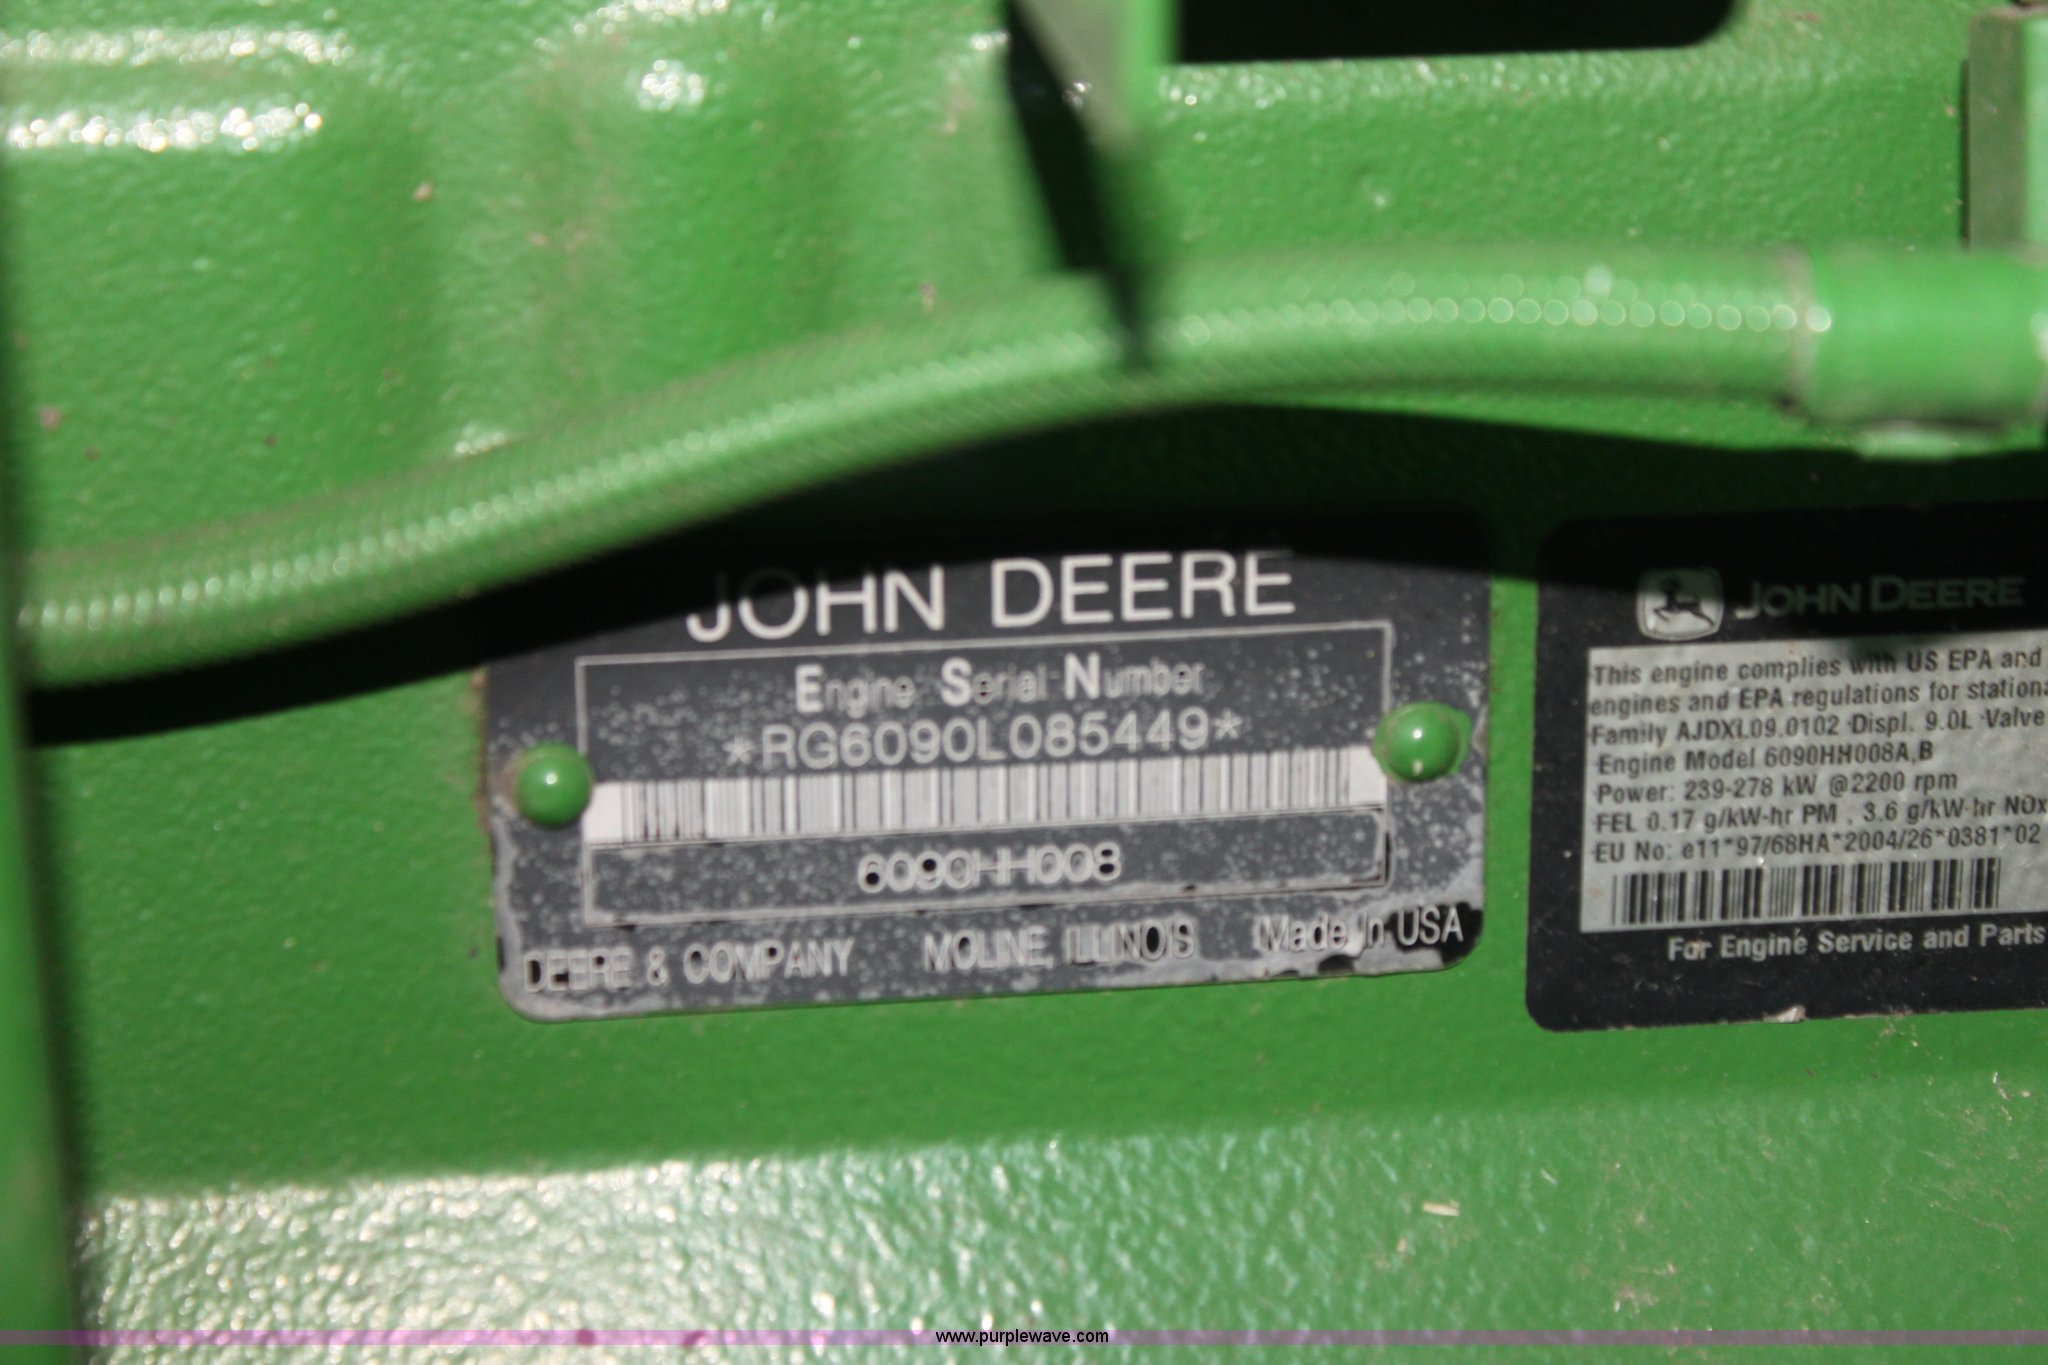 JOHN DEERE
Engine Serial Number
*RG6090L085449*
6090HH008
DEERE & COMPANY MOLINE, ILLINOIS Made In USA
JOHN DEERE
This engine complies with US EPA and
engines and EPA regulations for stationa
Family AJDXL09.0102 Displ. 9.0L Valve
Engine Model 6090HH008A,B
Power: 239-278 kW @2200 rpm
FEL 0.17 g/kW-hr PM , 3.6 g/kW-hr NOx
EU No: e11*97/68HA*2004/26*0381*02
For Engine Service and Parts
www.purplewave.com